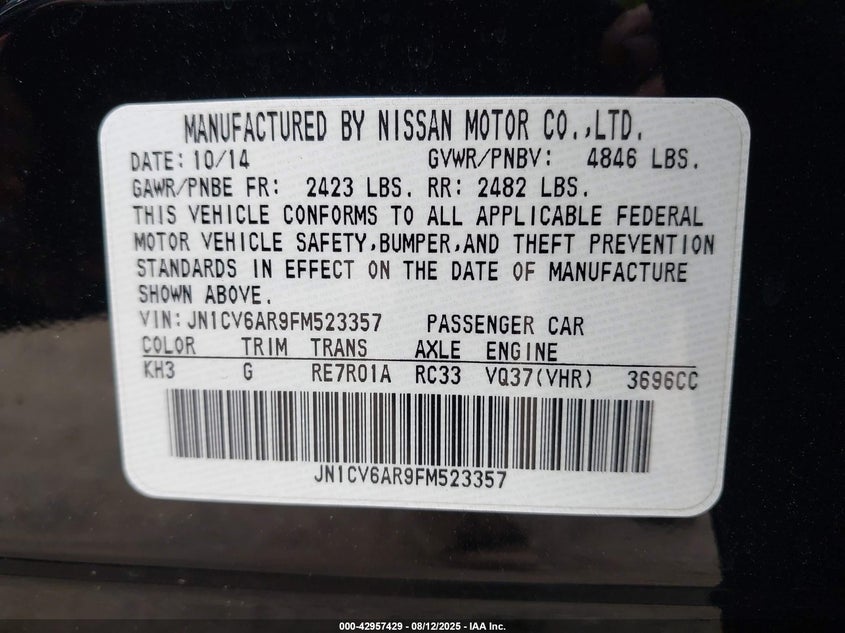 MANUFACTURED BY NISSAN MOTOR CO.,LTD.
DATE: 10/14 GVWR/PNBV: 4846 LBS.
GAWR/PNBE FR: 2423 LBS. RR: 2482 LBS.
THIS VEHICLE CONFORMS TO ALL APPLICABLE FEDERAL
MOTOR VEHICLE SAFETY,BUMPER,AND THEFT PREVENTION
STANDARDS IN EFFECT ON THE DATE OF MANUFACTURE
SHOWN ABOVE.
VIN: JN1CV6AR9FM523357 PASSENGER CAR
COLOR TRIM TRANS AXLE ENGINE
KH3 G RE7R01A RC33 VQ37(VHR) 3696CC
JN1CV6AR9FM523357
000-42957429 - 08/12/2025 - IAA Inc.